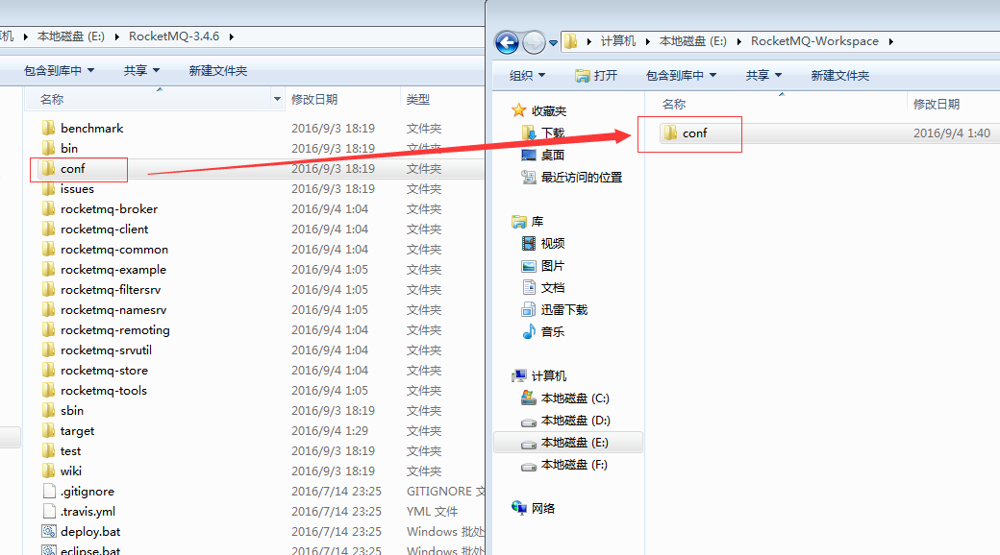 机 ▸ 本地磁盘 (E:) ▸ RocketMQ-3.4.6 ▸
包含到库中 共享 新建文件夹
名称 修改日期 类型
benchmark 2016/9/3 18:19 文件夹
bin 2016/9/3 18:19 文件夹
conf 2016/9/3 18:19 文件夹
issues 2016/9/3 18:19 文件夹
rocketmq-broker 2016/9/4 1:04 文件夹
rocketmq-client 2016/9/4 1:04 文件夹
rocketmq-common 2016/9/4 1:04 文件夹
rocketmq-example 2016/9/4 1:05 文件夹
rocketmq-filtersrv 2016/9/4 1:05 文件夹
rocketmq-namesrv 2016/9/4 1:05 文件夹
rocketmq-remoting 2016/9/4 1:04 文件夹
rocketmq-srvutil 2016/9/4 1:04 文件夹
rocketmq-store 2016/9/4 1:04 文件夹
rocketmq-tools 2016/9/4 1:05 文件夹
sbin 2016/9/3 18:19 文件夹
target 2016/9/4 1:29 文件夹
test 2016/9/3 18:19 文件夹
wiki 2016/9/3 18:19 文件夹
.gitignore 2016/7/14 23:25 GITIGNORE 文
.travis.yml 2016/7/14 23:25 YML 文件
deploy.bat 2016/7/14 23:25 Windows 批处
eclipse.bat 2016/7/14 23:25 Windows 批处
计算机 ▸ 本地磁盘 (E:) ▸ RocketMQ-Workspace ▸
组织 打开 包含到库中 共享 新建文件夹
收藏夹
下载
桌面
最近访问的位置
库
视频
图片
文档
迅雷下载
音乐
计算机
本地磁盘 (C:)
本地磁盘 (D:)
本地磁盘 (E:)
本地磁盘 (F:)
网络
名称 修改日期
conf 2016/9/4 1:40